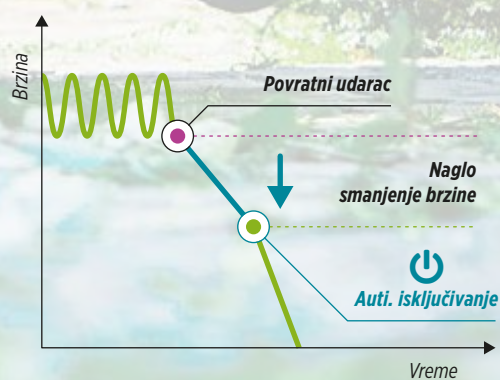 Brzina
Povratni udarac
Naglo
smanjenje brzine
Auti. isključivanje
Vreme